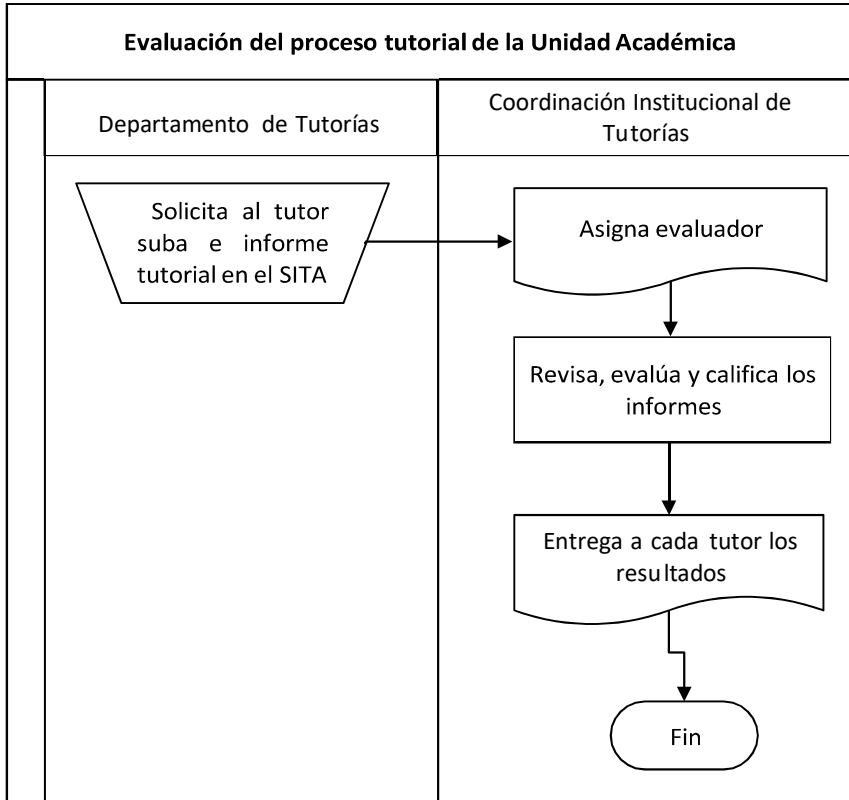 Evaluación del proceso tutorial de la Unidad Académica
Departamento de Tutorías
Coordinación Institucional de
Tutorías
Solicita al tutor
suba e informe
tutorial en el SITA
Asigna evaluador
Revisa, evalúa y califica los
informes
Entrega a cada tutor los
resultados
Fin